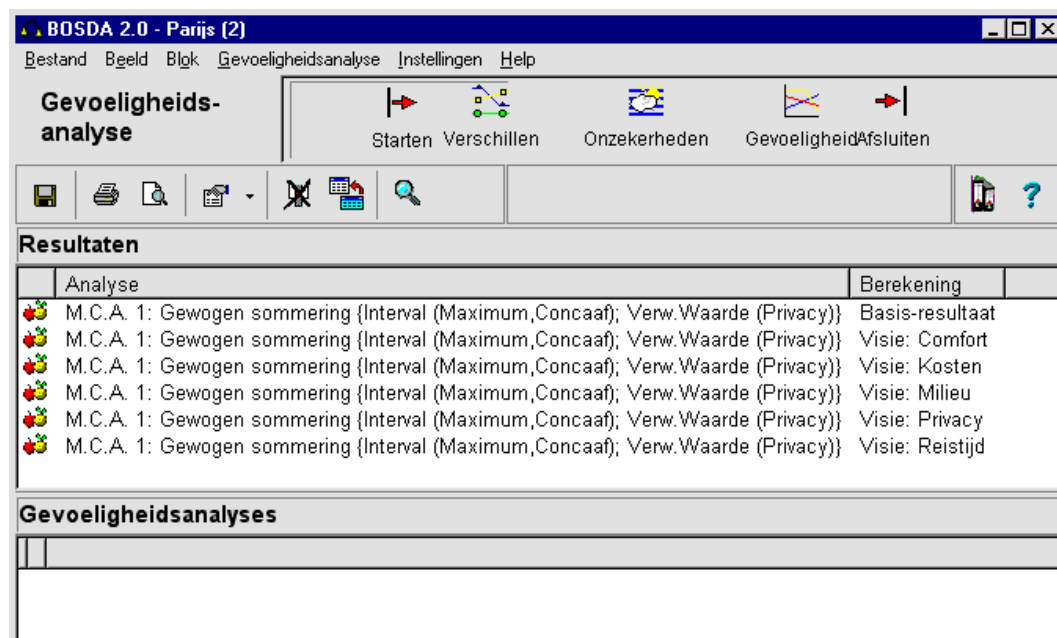 BOSDA 2.0 - Parijs (2)
Bestand Beeld Blok Gevoeligheidsanalyse Instellingen Help
Gevoeligheids-
analyse
Starten Verschillen Onzekerheden Gevoeligheid Afsluiten
?
Resultaten
Analyse Berekening
M.C.A. 1: Gewogen sommering {Interval (Maximum,Concaaf); Verw.Waarde (Privacy)} Basis-resultaat
M.C.A. 1: Gewogen sommering {Interval (Maximum,Concaaf); Verw.Waarde (Privacy)} Visie: Comfort
M.C.A. 1: Gewogen sommering {Interval (Maximum,Concaaf); Verw.Waarde (Privacy)} Visie: Kosten
M.C.A. 1: Gewogen sommering {Interval (Maximum,Concaaf); Verw.Waarde (Privacy)} Visie: Milieu
M.C.A. 1: Gewogen sommering {Interval (Maximum,Concaaf); Verw.Waarde (Privacy)} Visie: Privacy
M.C.A. 1: Gewogen sommering {Interval (Maximum,Concaaf); Verw.Waarde (Privacy)} Visie: Reistijd
Gevoeligheidsanalyses